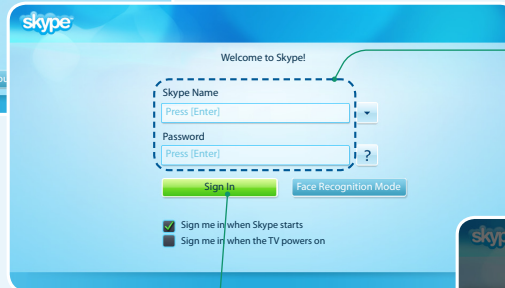 skype
Welcome to Skype!
Skype Name
Press [Enter]
Password
Press [Enter]
?
Sign In
Face Recognition Mode
Sign me in when Skype starts
Sign me in when the TV powers on